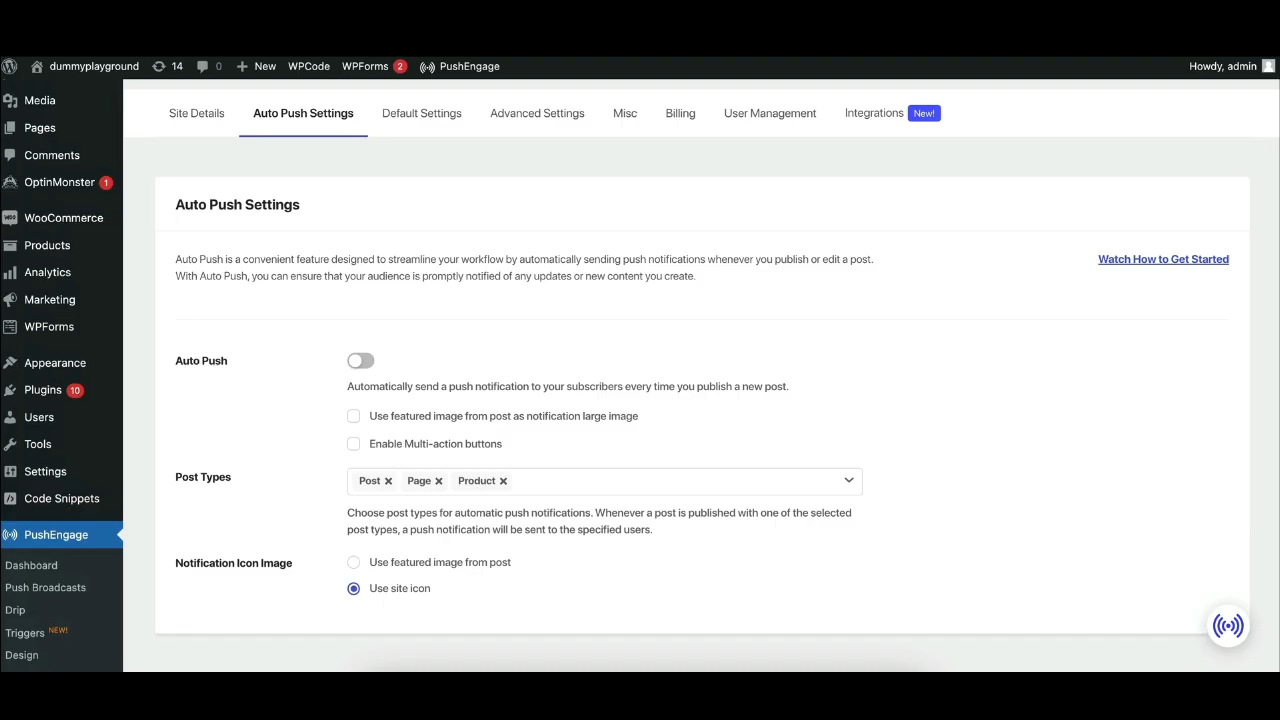 dummyplayground 14 0 New WPCode WPForms 2 PushEngage Howdy, admin
Media
Pages
Comments
OptinMonster 1
WooCommerce
Products
Analytics
Marketing
WPForms
Appearance
Plugins 10
Users
Tools
Settings
Code Snippets
PushEngage
Dashboard
Push Broadcasts
Drip
Triggers NEW!
Design
Site Details Auto Push Settings Default Settings Advanced Settings Misc Billing User Management Integrations New!
Auto Push Settings
Auto Push is a convenient feature designed to streamline your workflow by automatically sending push notifications whenever you publish or edit a post.
With Auto Push, you can ensure that your audience is promptly notified of any updates or new content you create.
Watch How to Get Started
Auto Push
Automatically send a push notification to your subscribers every time you publish a new post.
Use featured image from post as notification large image
Enable Multi-action buttons
Post Types
Post Page Product
Choose post types for automatic push notifications. Whenever a post is published with one of the selected
post types, a push notification will be sent to the specified users.
Notification Icon Image
Use featured image from post
Use site icon